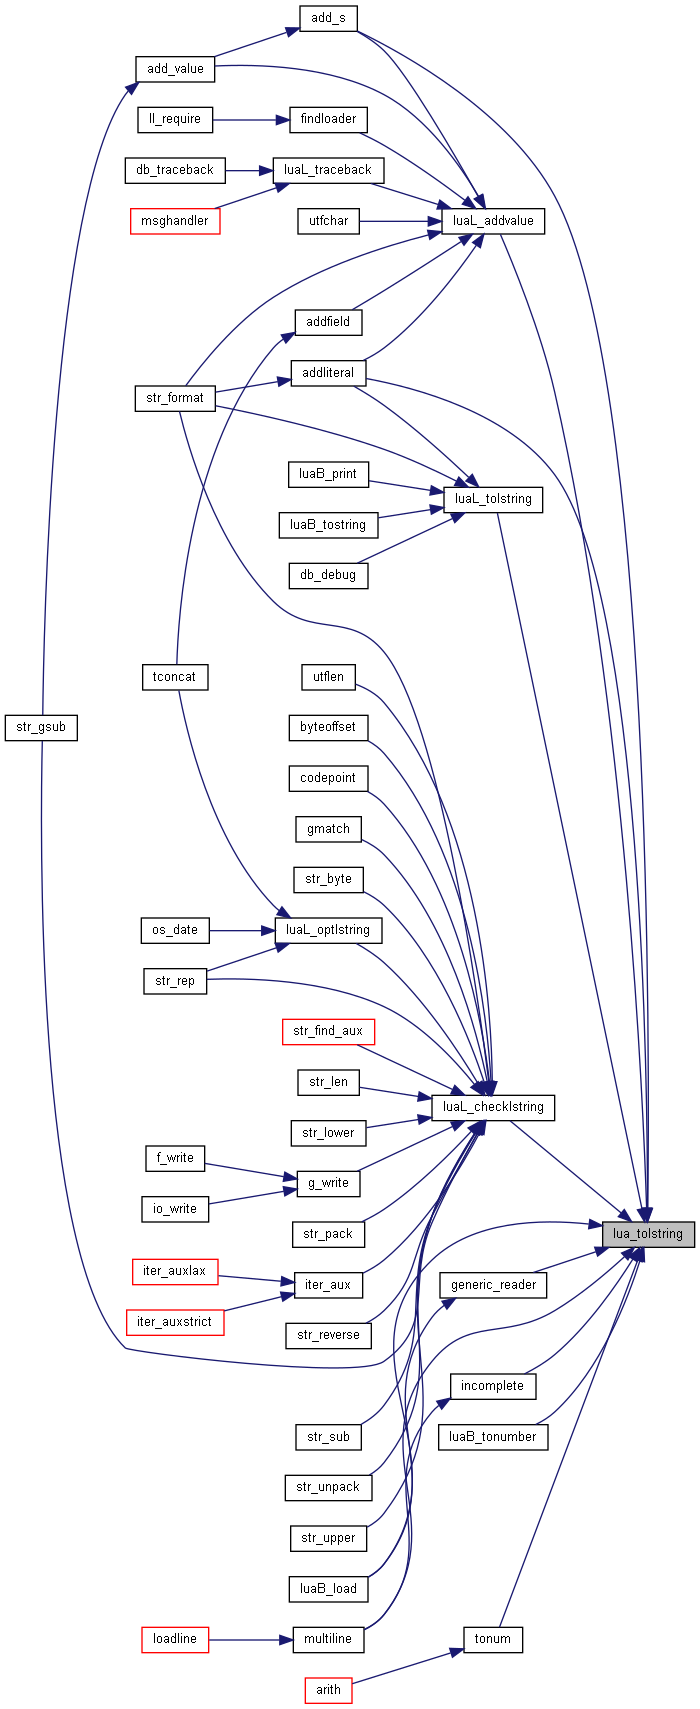 add_s
add_value
ll_require
findloader
db_traceback
luaL_traceback
msghandler
utfchar
luaL_addvalue
addfield
addliteral
str_format
luaB_print
luaL_tolstring
luaB_tostring
db_debug
utflen
tconcat
str_gsub
byteoffset
codepoint
gmatch
str_byte
os_date
luaL_optlstring
str_rep
str_find_aux
str_len
luaL_checklstring
str_lower
f_write
g_write
io_write
str_pack
lua_tolstring
iter_auxlax
iter_aux
generic_reader
iter_auxstrict
str_reverse
incomplete
str_sub
luaB_tonumber
str_unpack
str_upper
luaB_load
loadline
multiline
tonum
arith